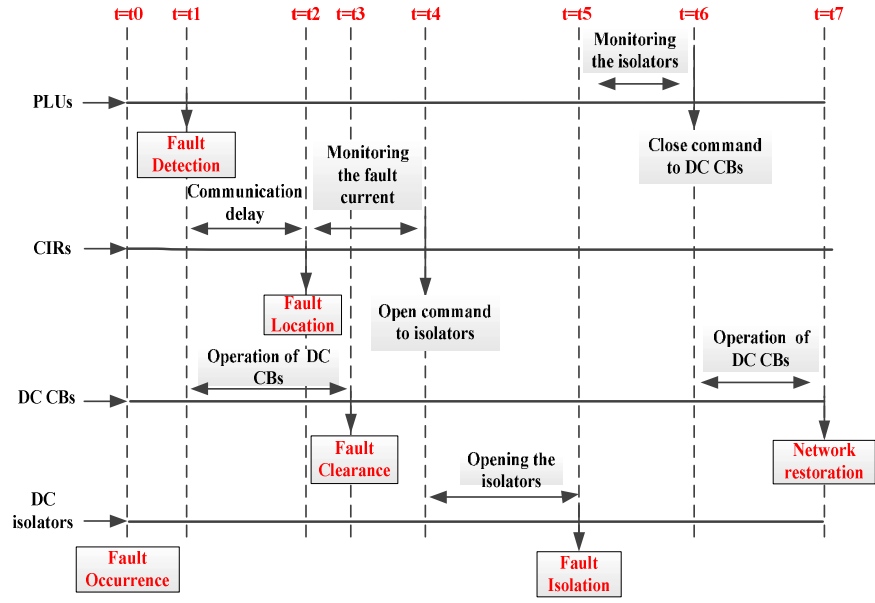 t=t0 t=t1 t=t2 t=t3 t=t4 t=t5 t=t6 t=t7
Monitoring
the isolators
PLUs
Fault
Detection
Monitoring
the fault
current
Close command
to DC CBs
Communication
delay
CIRs
Fault
Location
Open command
to isolators
Operation of DC
CBs
Operation of
DC CBs
DC CBs
Fault
Clearance
Network
restoration
Opening the
isolators
DC
isolators
Fault
Occurrence
Fault
Isolation